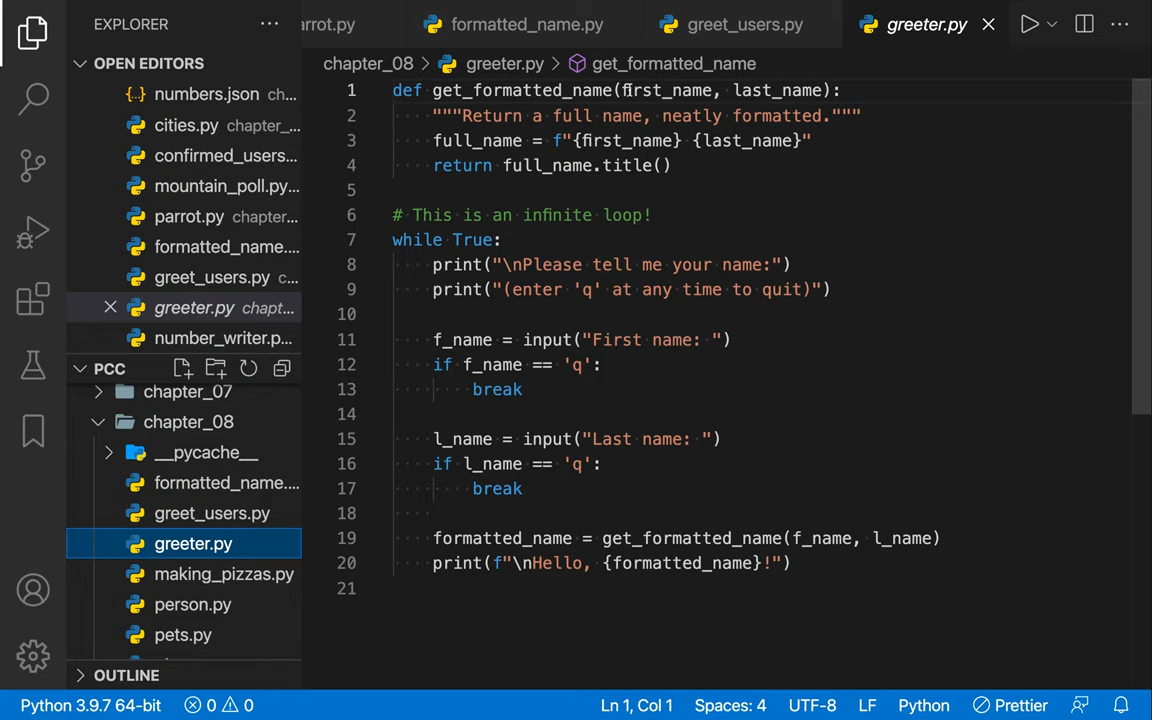 EXPLORER
OPEN EDITORS
numbers.json ch...
cities.py chapter_...
confirmed_users...
mountain_poll.py...
parrot.py chapter...
formatted_name....
greet_users.py c...
greeter.py chapt...
number_writer.p...
PCC
chapter_07
chapter_08
__pycache__
formatted_name....
greet_users.py
greeter.py
making_pizzas.py
person.py
pets.py
OUTLINE
arrot.py formatted_name.py greet_users.py greeter.py
chapter_08 > greeter.py > get_formatted_name
1 def get_formatted_name(first_name, last_name):
2 """Return a full name, neatly formatted."""
3 full_name = f"{first_name} {last_name}"
4 return full_name.title()
5
6 # This is an infinite loop!
7 while True:
8 print("\nPlease tell me your name:")
9 print("(enter 'q' at any time to quit)")
10
11 f_name = input("First name: ")
12 if f_name == 'q':
13 break
14
15 l_name = input("Last name: ")
16 if l_name == 'q':
17 break
18
19 formatted_name = get_formatted_name(f_name, l_name)
20 print(f"\nHello, {formatted_name}!")
21
Python 3.9.7 64-bit 0 0 Ln 1, Col 1 Spaces: 4 UTF-8 LF Python Prettier